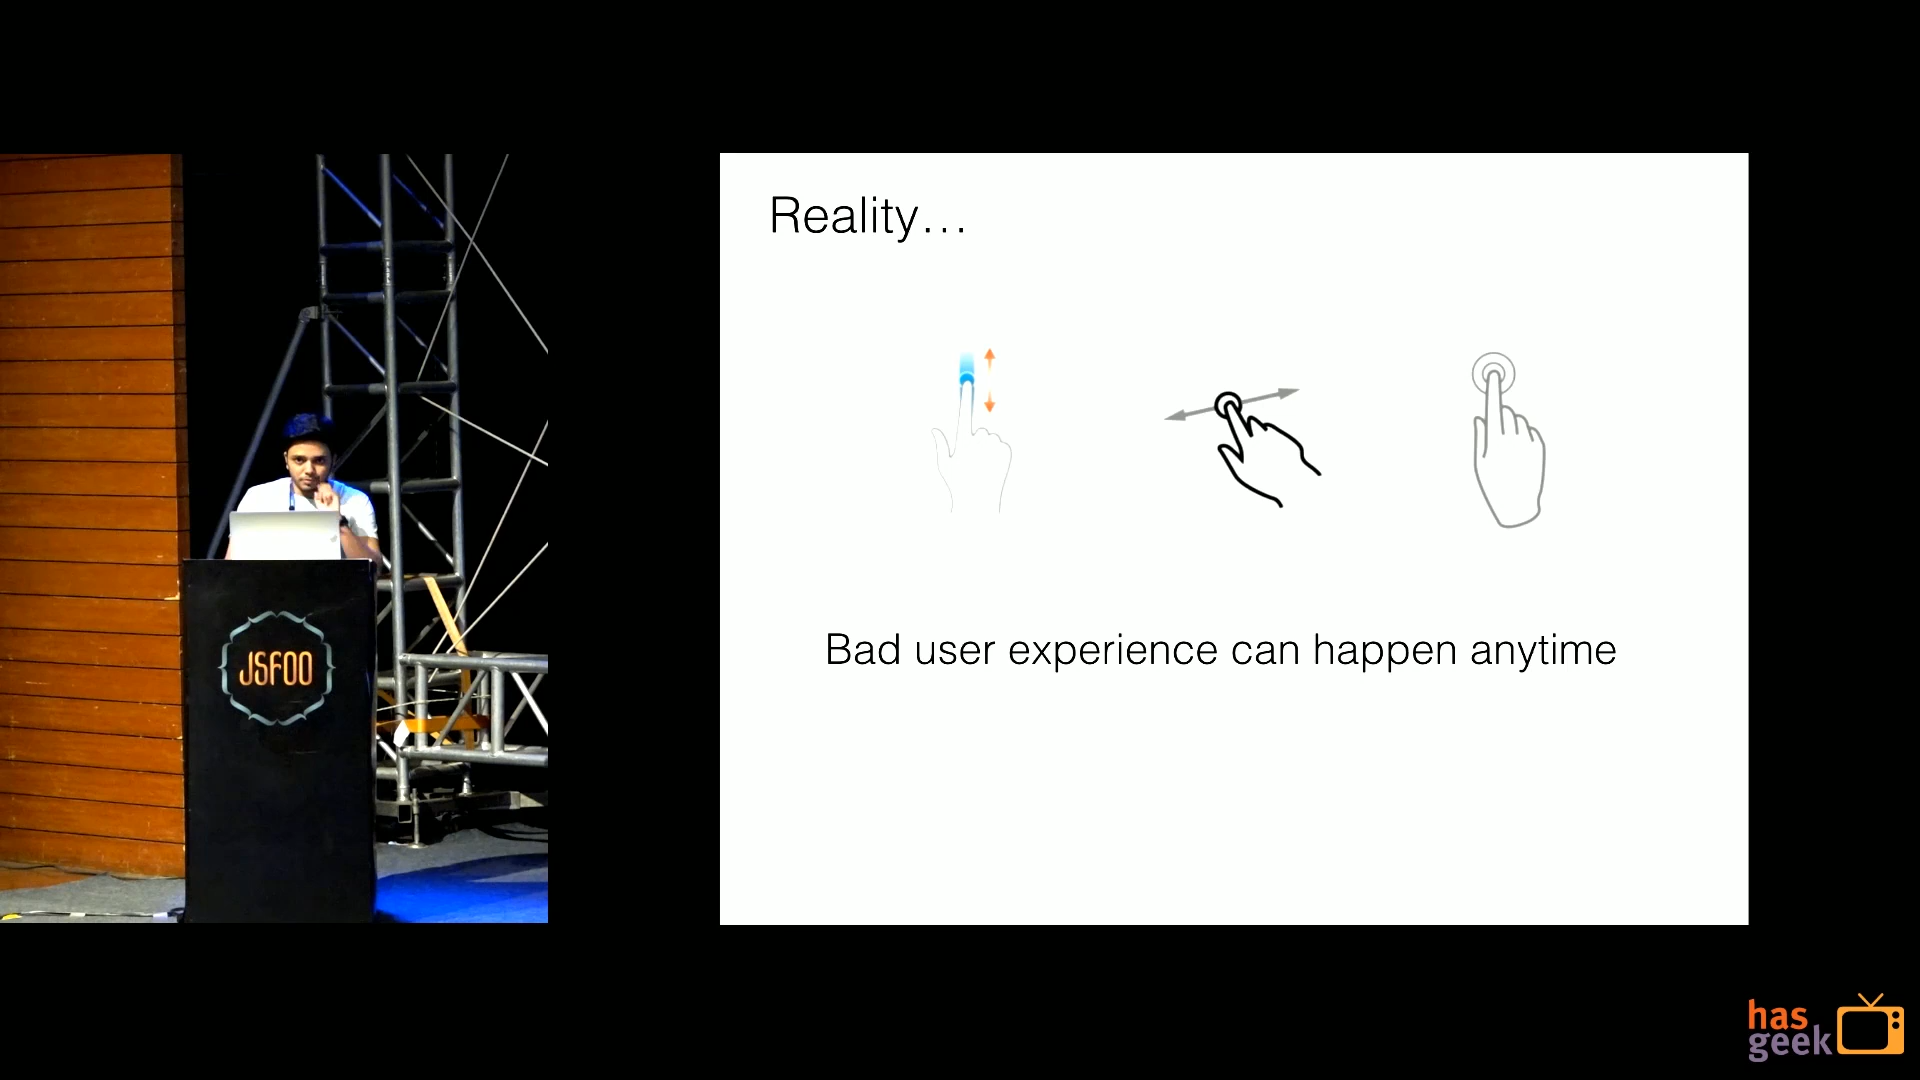 Reality...
Bad user experience can happen anytime
JSFOO
has
geek